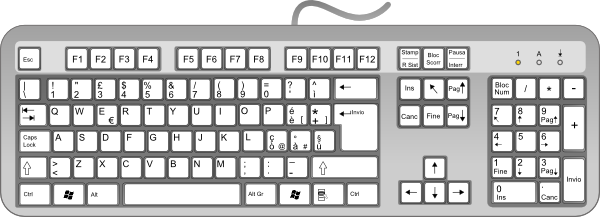 Esc F1 F2 F3 F4 F5 F6 F7 F8 F9 F10 F11 F12 Stamp Bloc Pausa 1 A
R Sist Scorr Interr
| ! " £ $ % & / ( ) = ? ^
\ 1 2 3 4 5 6 7 8 9 0 ' ì
Ins Pag Bloc Num / * -
Q W E € R T Y U I O P é è [ * + ] Invio
Canc Fine Pag 7 8 9 Pag +
Caps Lock A S D F G H J K L ç ò @ ° à # § ù
4 5 6
> < Z X C V B N M ; , : . _ -
1 Fine 2 3 Pag Invio
Ctrl Alt Alt Gr Ctrl 0 Ins . Canc